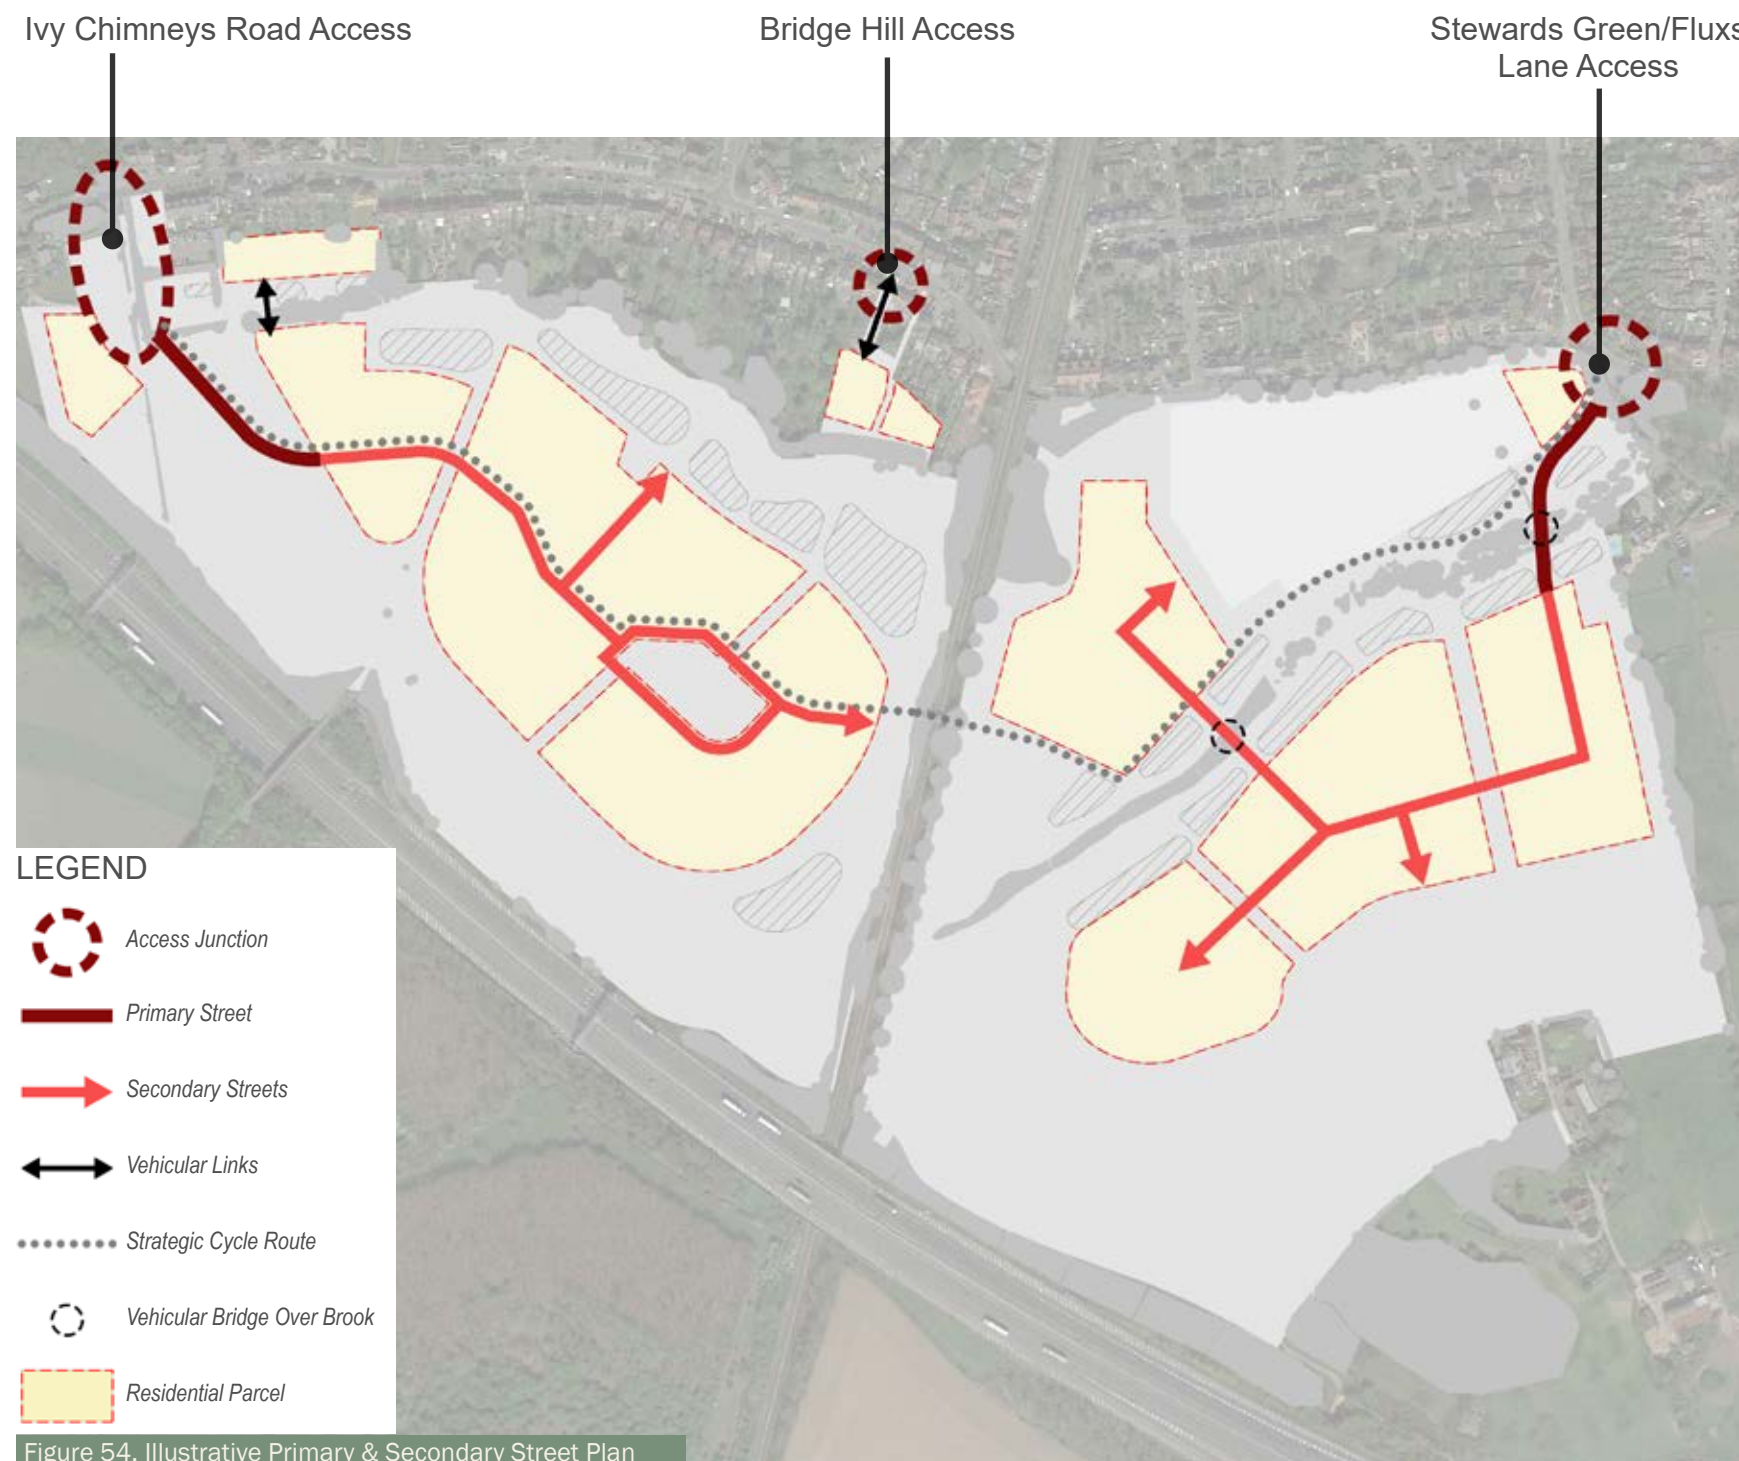 Ivy Chimneys Road Access
Bridge Hill Access
Stewards Green/Fluxs
Lane Access
LEGEND
Access Junction
Primary Street
Secondary Streets
Vehicular Links
Strategic Cycle Route
Vehicular Bridge Over Brook
Residential Parcel
Figure 54. Illustrative Primary & Secondary Street Plan